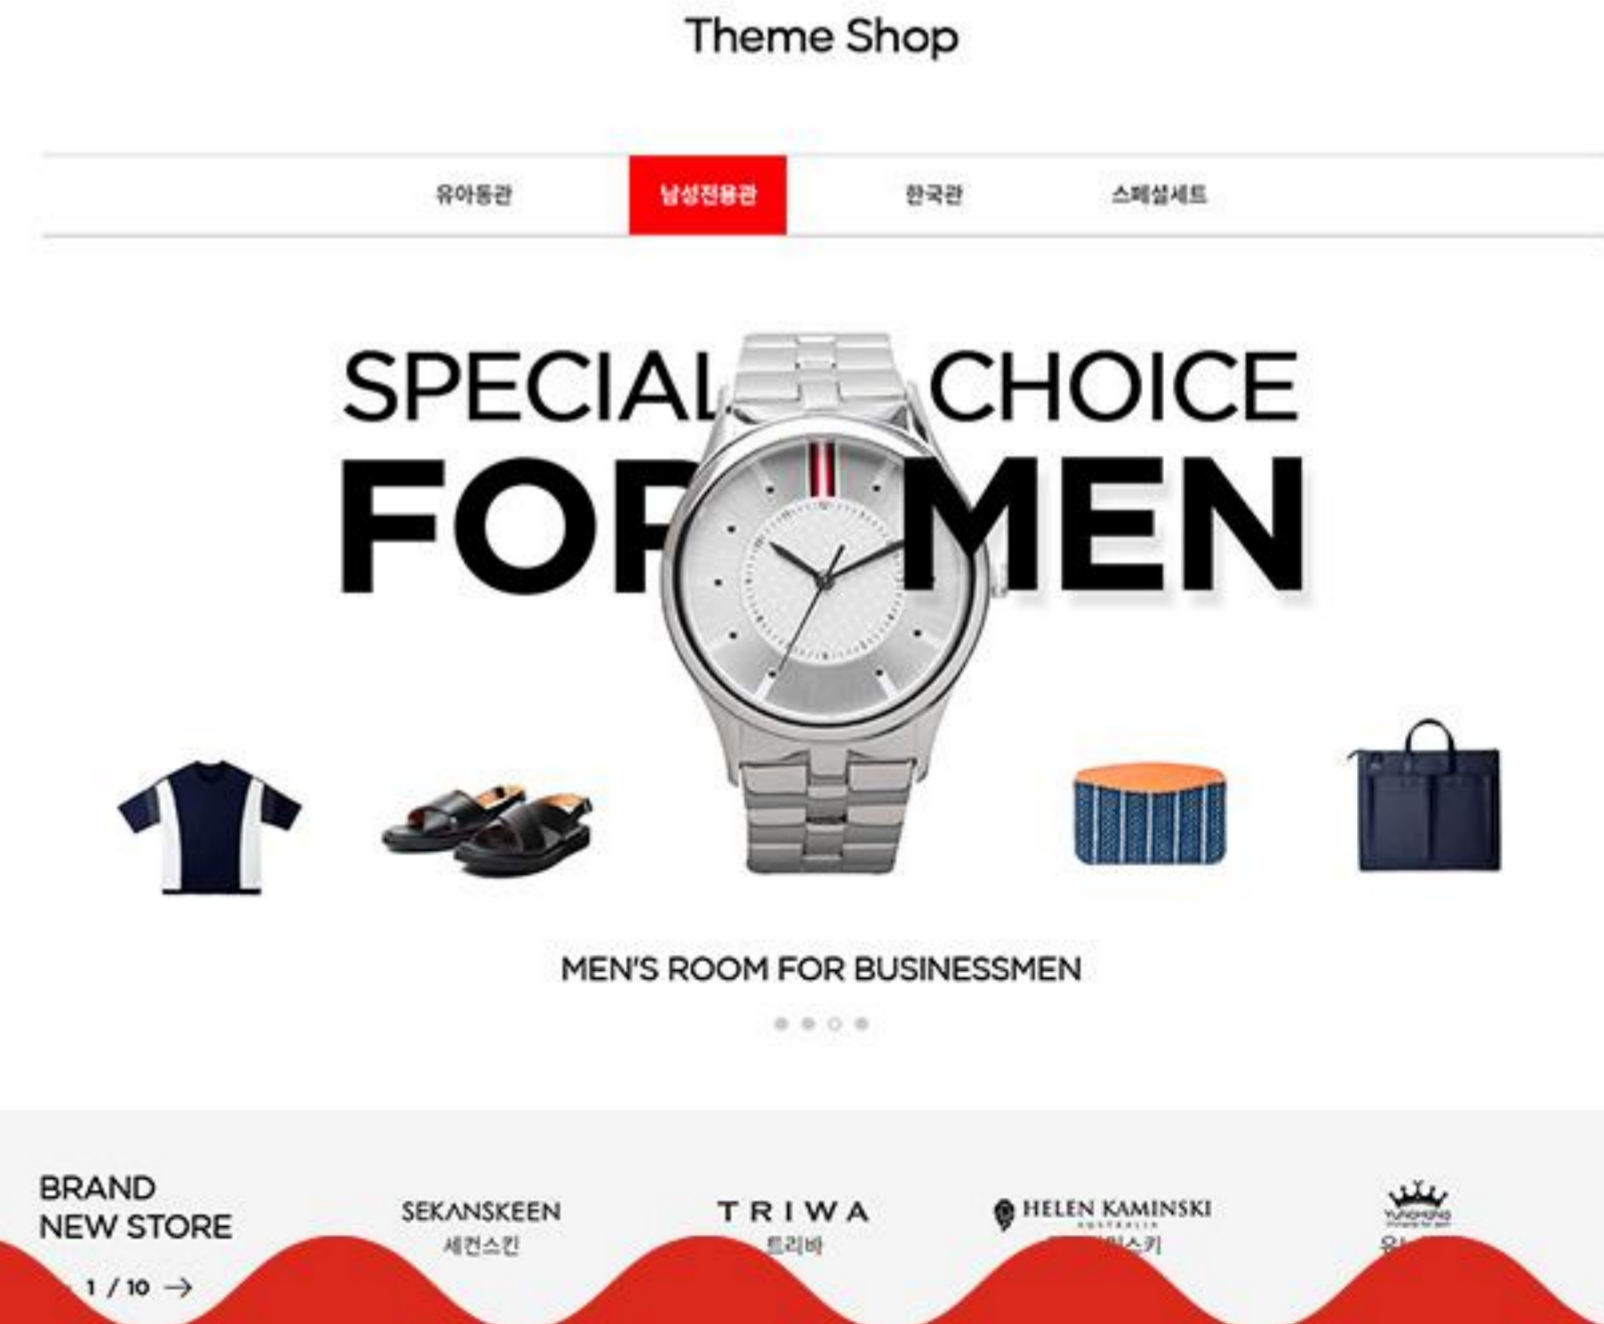 Theme Shop
유아동관 남성전용관 한국관 스페셜세트
SPECIAL CHOICE
FOR MEN
MEN'S ROOM FOR BUSINESSMEN
BRAND
NEW STORE
SEKANSKEEN
세컨스킨
TRIWA
트리바
HELEN KAMINSKI
AUSTRALIA
YunaHana
1 / 10